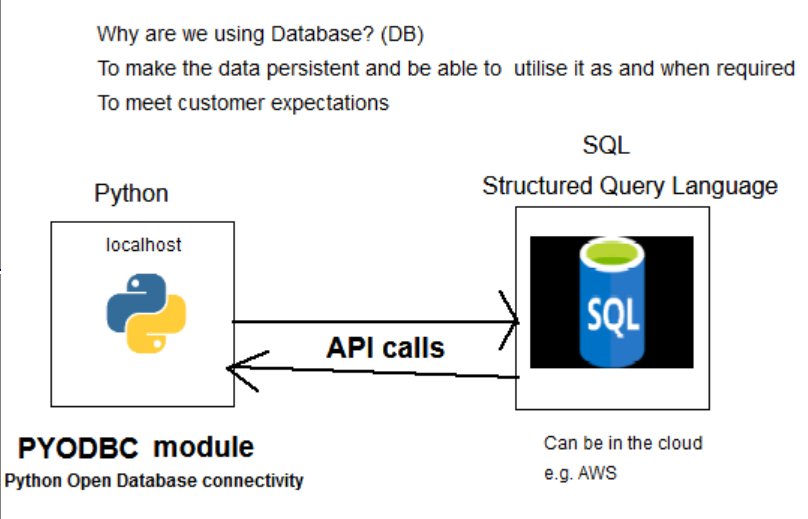 Why are we using Database? (DB)
To make the data persistent and be able to utilise it as and when required
To meet customer expectations
SQL
Structured Query Language
Python
localhost
SQL
API calls
PYODBC module
Python Open Database connectivity
Can be in the cloud
e.g. AWS